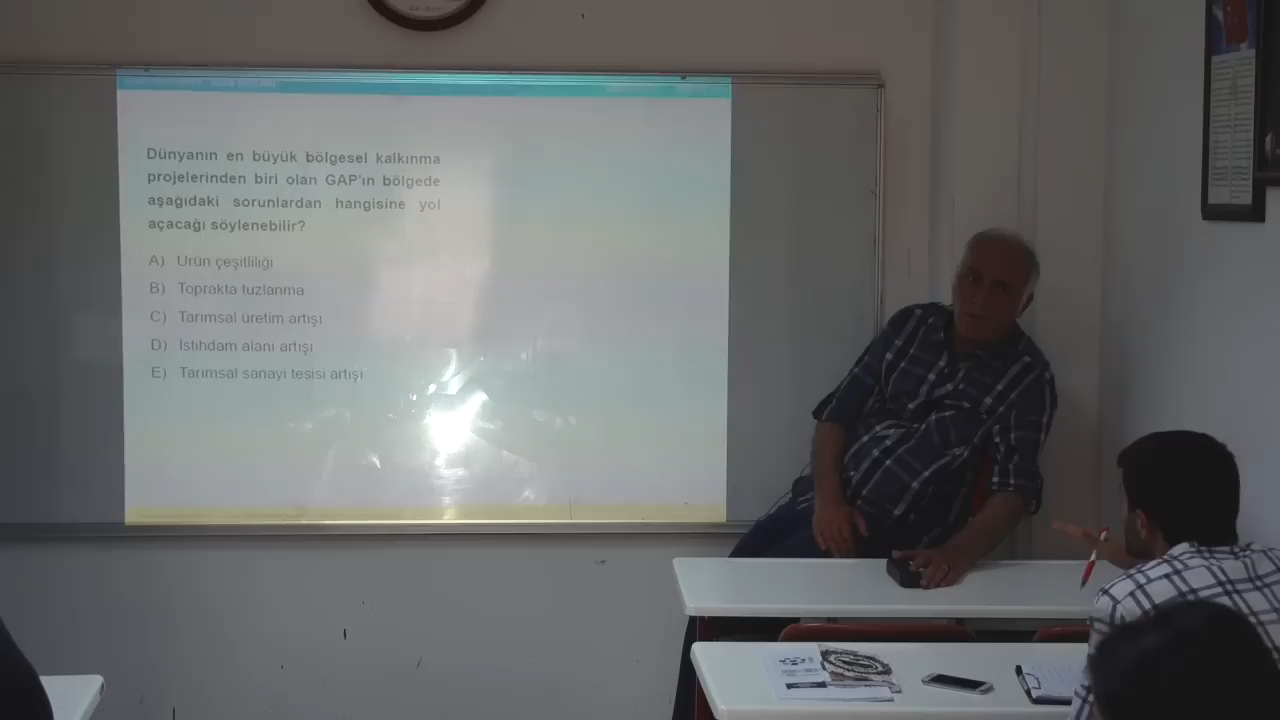 Dünyanın en büyük bölgesel kalkınma
projelerinden biri olan GAP'ın bölgede
aşağıdaki sorunlardan hangisine yol
açacağı söylenebilir?
A) Ürün çeşitliliği
B) Toprakta tuzlanma
C) Tarımsal üretim artışı
D) İstihdam alanı artışı
E) Tarımsal sanayi tesisi artışı